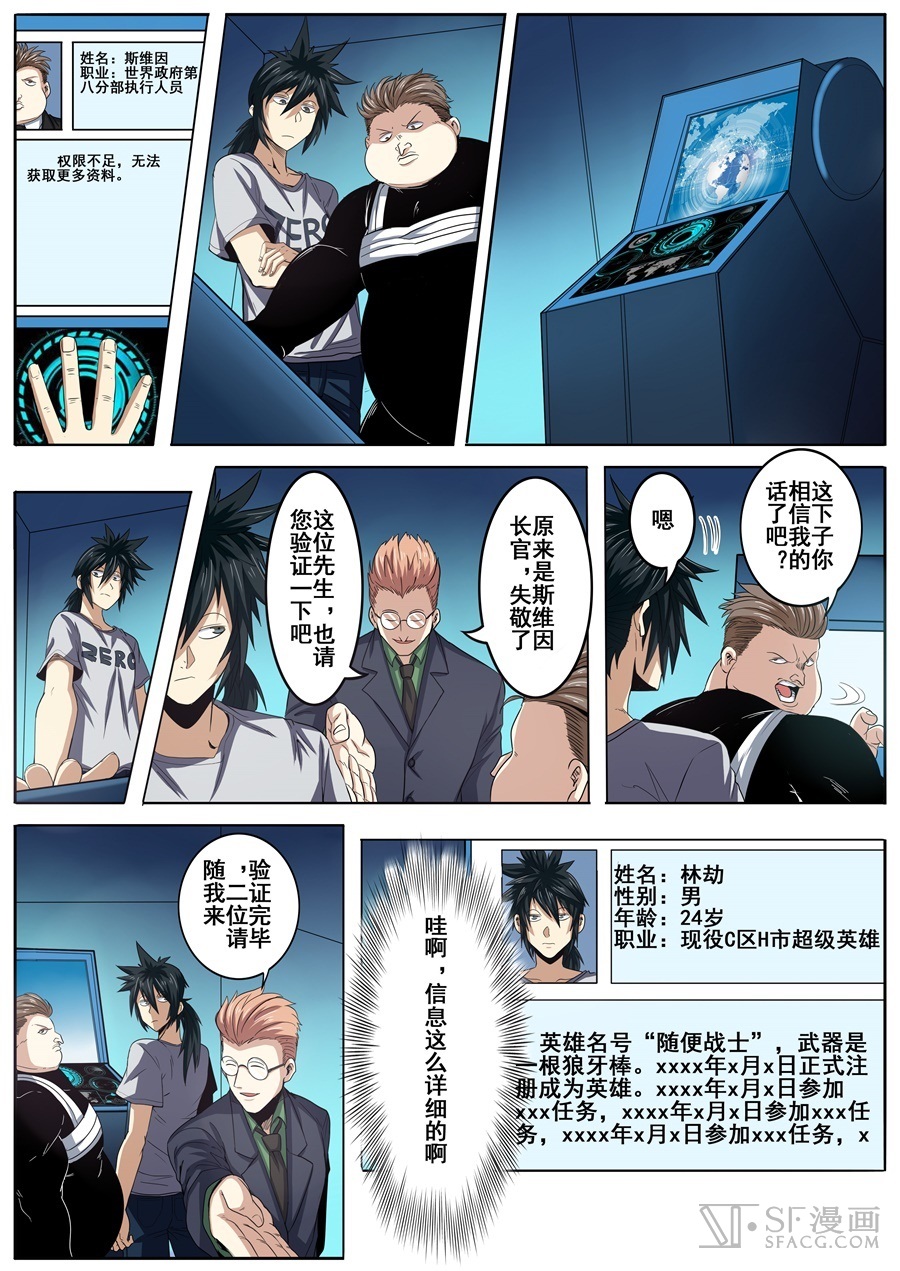 姓名：斯维因
职业：世界政府第
八分部执行人员
权限不足，无法
获取更多资料。
ZERO
这下子你
相信我的
话了吧？
嗯
原来是斯维因
长官，失敬了
这位先生，也请
您验证一下吧
ZERO
姓名：林劫
性别：男
年龄：24岁
职业：现役C区H市超级英雄
英雄名号“随便战士”，武器是
一根狼牙棒。xxxx年x月x日正式注
册成为英雄。xxxx年x月x日参加
xxx任务，xxxx年x月x日参加xxx任
务，xxxx年x月x日参加xxx任务，x
哇啊，信息这么详细的啊
验证完毕
，二位请
随我来
SF漫画
SFACG.COM